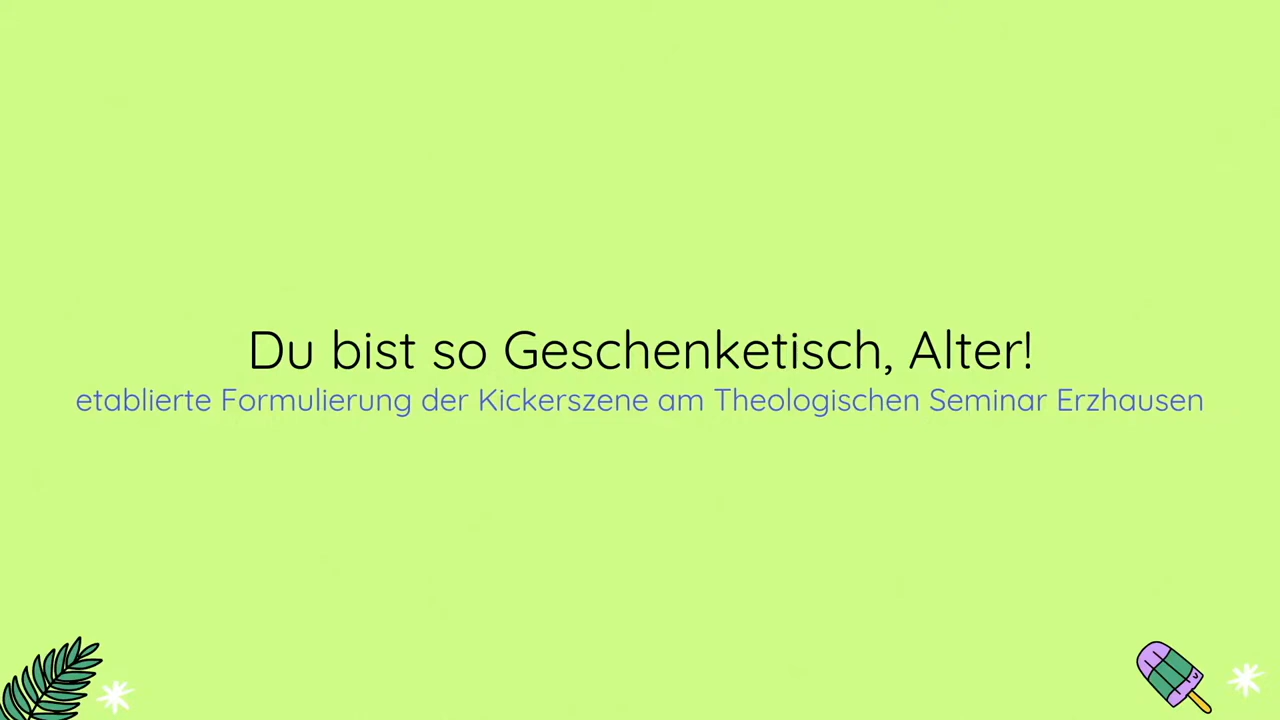 Du bist so Geschenketisch, Alter!
etablierte Formulierung der Kickerszene am Theologischen Seminar Erzhausen